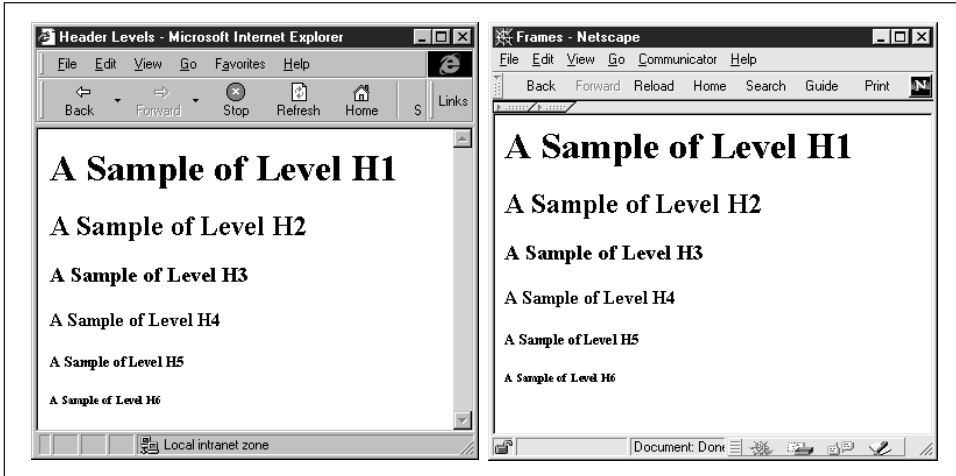 Header Levels - Microsoft Internet Explorer
File Edit View Go Favorites Help
Back Forward Stop Refresh Home S Links
A Sample of Level H1
A Sample of Level H2
A Sample of Level H3
A Sample of Level H4
A Sample of Level H5
A Sample of Level H6
Local intranet zone
Frames - Netscape
File Edit View Go Communicator Help
Back Forward Reload Home Search Guide Print N
A Sample of Level H1
A Sample of Level H2
A Sample of Level H3
A Sample of Level H4
A Sample of Level H5
A Sample of Level H6
Document: Done